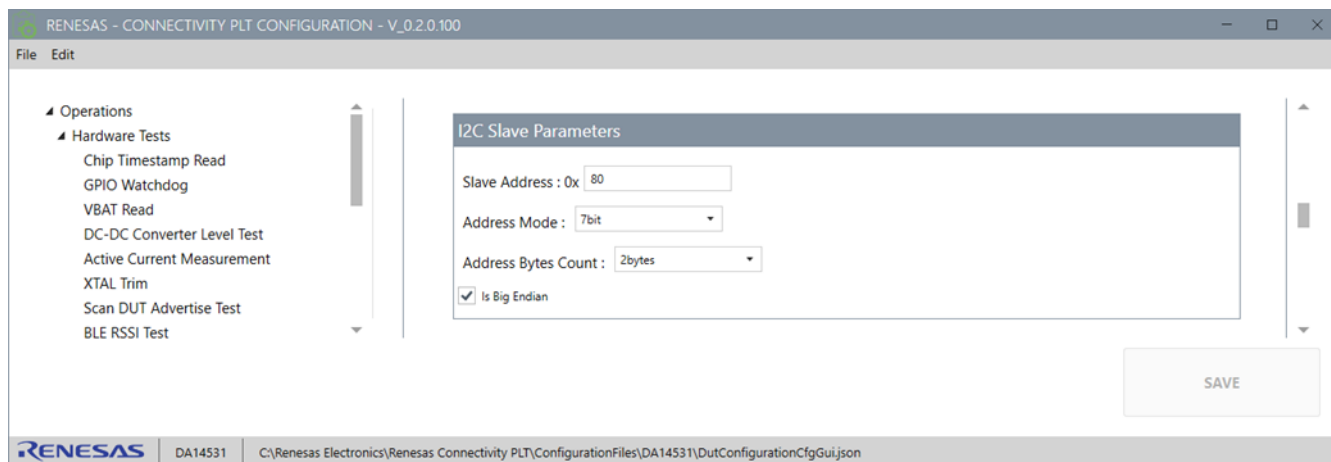 RENESAS - CONNECTIVITY PLT CONFIGURATION - V_0.2.0.100
File Edit
Operations
Hardware Tests
Chip Timestamp Read
GPIO Watchdog
VBAT Read
DC-DC Converter Level Test
Active Current Measurement
XTAL Trim
Scan DUT Advertise Test
BLE RSSI Test
I2C Slave Parameters
Slave Address : 0x 80
Address Mode : 7bit
Address Bytes Count : 2bytes
Is Big Endian
SAVE
RENESAS DA14531 C:\Renesas Electronics\Renesas Connectivity PLT\ConfigurationFiles\DA14531\DutConfigurationCfgGui.json